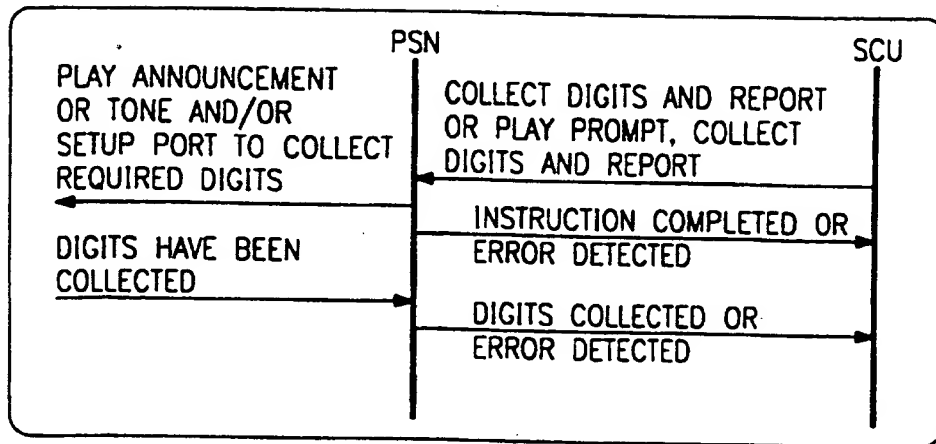 PSN
SCU
PLAY ANNOUNCEMENT
OR TONE AND/OR
SETUP PORT TO COLLECT
REQUIRED DIGITS
COLLECT DIGITS AND REPORT
OR PLAY PROMPT, COLLECT
DIGITS AND REPORT
INSTRUCTION COMPLETED OR
ERROR DETECTED
DIGITS HAVE BEEN
COLLECTED
DIGITS COLLECTED OR
ERROR DETECTED